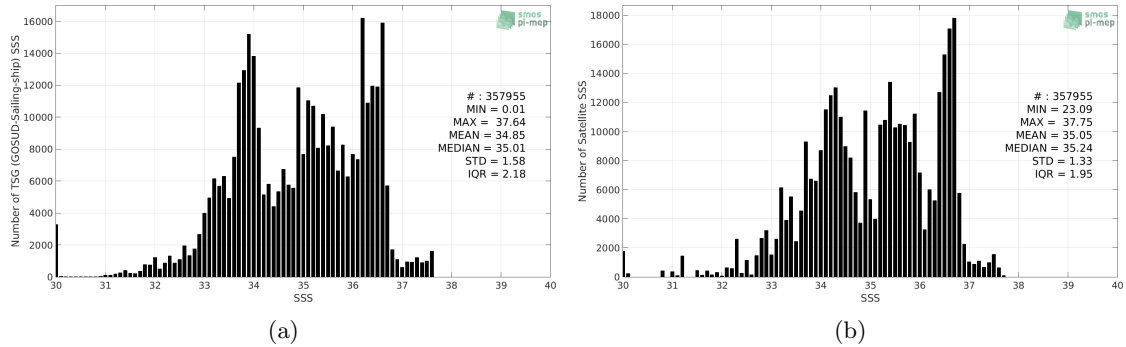 16000
14000
12000
10000
8000
6000
4000
2000
0
Number of TSG (GOSUD-Sailing-ship) SSS
smos
pi-mep
# : 357955
MIN = 0.01
MAX = 37.64
MEAN = 34.85
MEDIAN = 35.01
STD = 1.58
IQR = 2.18
30 31 32 33 34 35 36 37 38 39 40
SSS
(a)
18000
16000
14000
12000
10000
8000
6000
4000
2000
0
Number of Satellite SSS
smos
pi-mep
# : 357955
MIN = 23.09
MAX = 37.75
MEAN = 35.05
MEDIAN = 35.24
STD = 1.33
IQR = 1.95
30 31 32 33 34 35 36 37 38 39 40
SSS
(b)